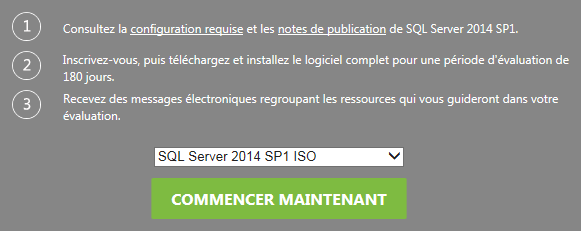 1 Consultez la configuration requise et les notes de publication de SQL Server 2014 SP1.
2 Inscrivez-vous, puis téléchargez et installez le logiciel complet pour une période d'évaluation de
180 jours.
3 Recevez des messages électroniques regroupant les ressources qui vous guideront dans votre
évaluation.
SQL Server 2014 SP1 ISO
COMMENCER MAINTENANT